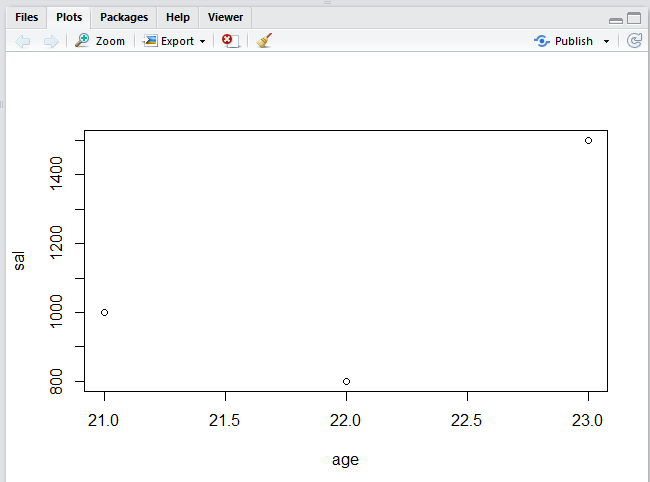 Files Plots Packages Help Viewer
Zoom Export Publish
1400
1200
1000
800
sal
21.0 21.5 22.0 22.5 23.0
age